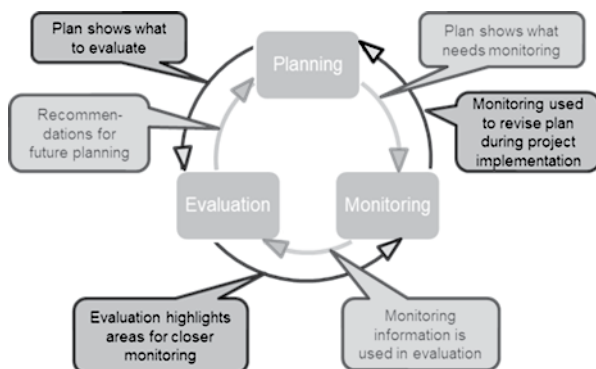 Plan shows what
to evaluate
Plan shows what
needs monitoring
Planning
Recommen-
dations for
future planning
Monitoring used
to revise plan
during project
implementation
Evaluation
Monitoring
Evaluation highlights
areas for closer
monitoring
Monitoring
information is
used in evaluation